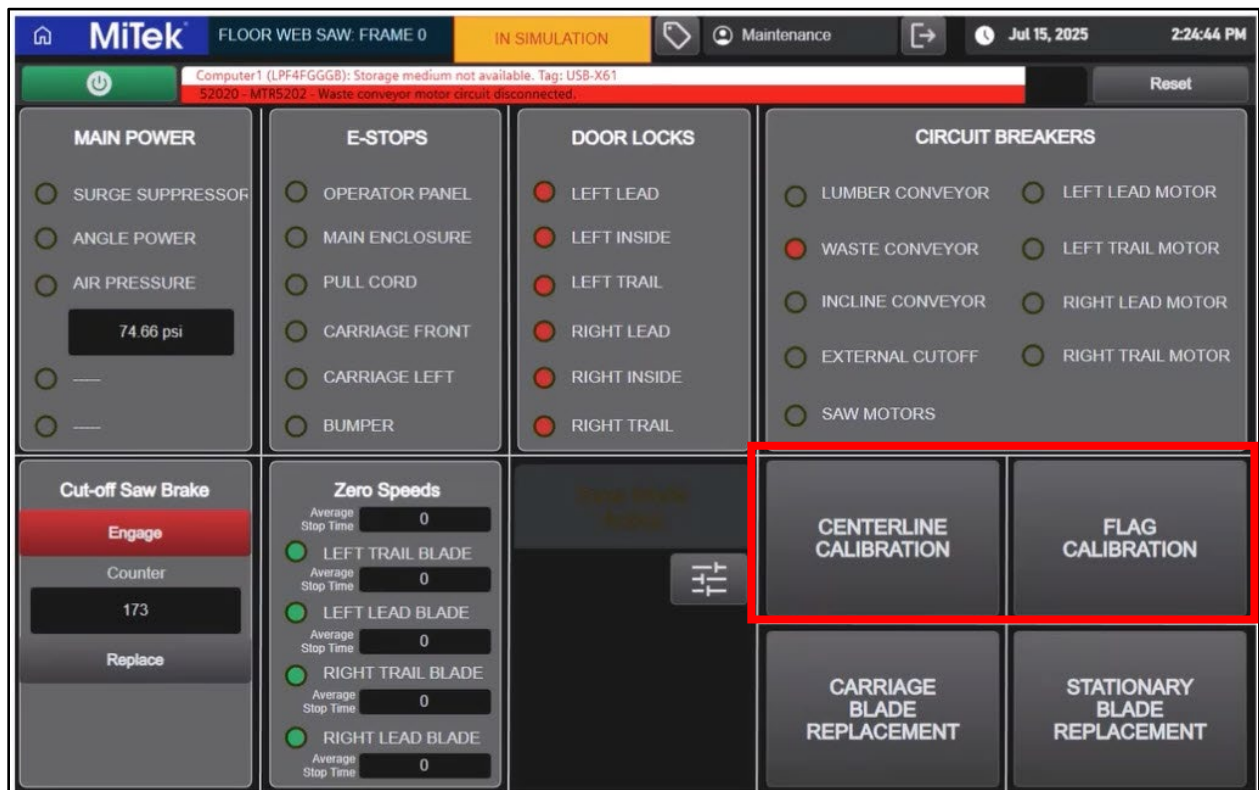 MiTek
FLOOR WEB SAW: FRAME 0
IN SIMULATION
Maintenance
Jul 15, 2025
2:24:44 PM
Computer1 (LPF4FGGGB): Storage medium not available. Tag: USB-X61
52020 - MTR5202 - Waste conveyor motor circuit disconnected.
Reset
MAIN POWER
SURGE SUPPRESSOR
ANGLE POWER
AIR PRESSURE
74.66 psi
-----
-----
E-STOPS
OPERATOR PANEL
MAIN ENCLOSURE
PULL CORD
CARRIAGE FRONT
CARRIAGE LEFT
BUMPER
DOOR LOCKS
LEFT LEAD
LEFT INSIDE
LEFT TRAIL
RIGHT LEAD
RIGHT INSIDE
RIGHT TRAIL
CIRCUIT BREAKERS
LUMBER CONVEYOR
WASTE CONVEYOR
INCLINE CONVEYOR
EXTERNAL CUTOFF
SAW MOTORS
LEFT LEAD MOTOR
LEFT TRAIL MOTOR
RIGHT LEAD MOTOR
RIGHT TRAIL MOTOR
Cut-off Saw Brake
Engage
Counter
173
Replace
Zero Speeds
Average
Stop Time
0
LEFT TRAIL BLADE
Average
Stop Time
0
LEFT LEAD BLADE
Average
Stop Time
0
RIGHT TRAIL BLADE
Average
Stop Time
0
RIGHT LEAD BLADE
Average
Stop Time
0
CENTERLINE
CALIBRATION
FLAG
CALIBRATION
CARRIAGE
BLADE
REPLACEMENT
STATIONARY
BLADE
REPLACEMENT